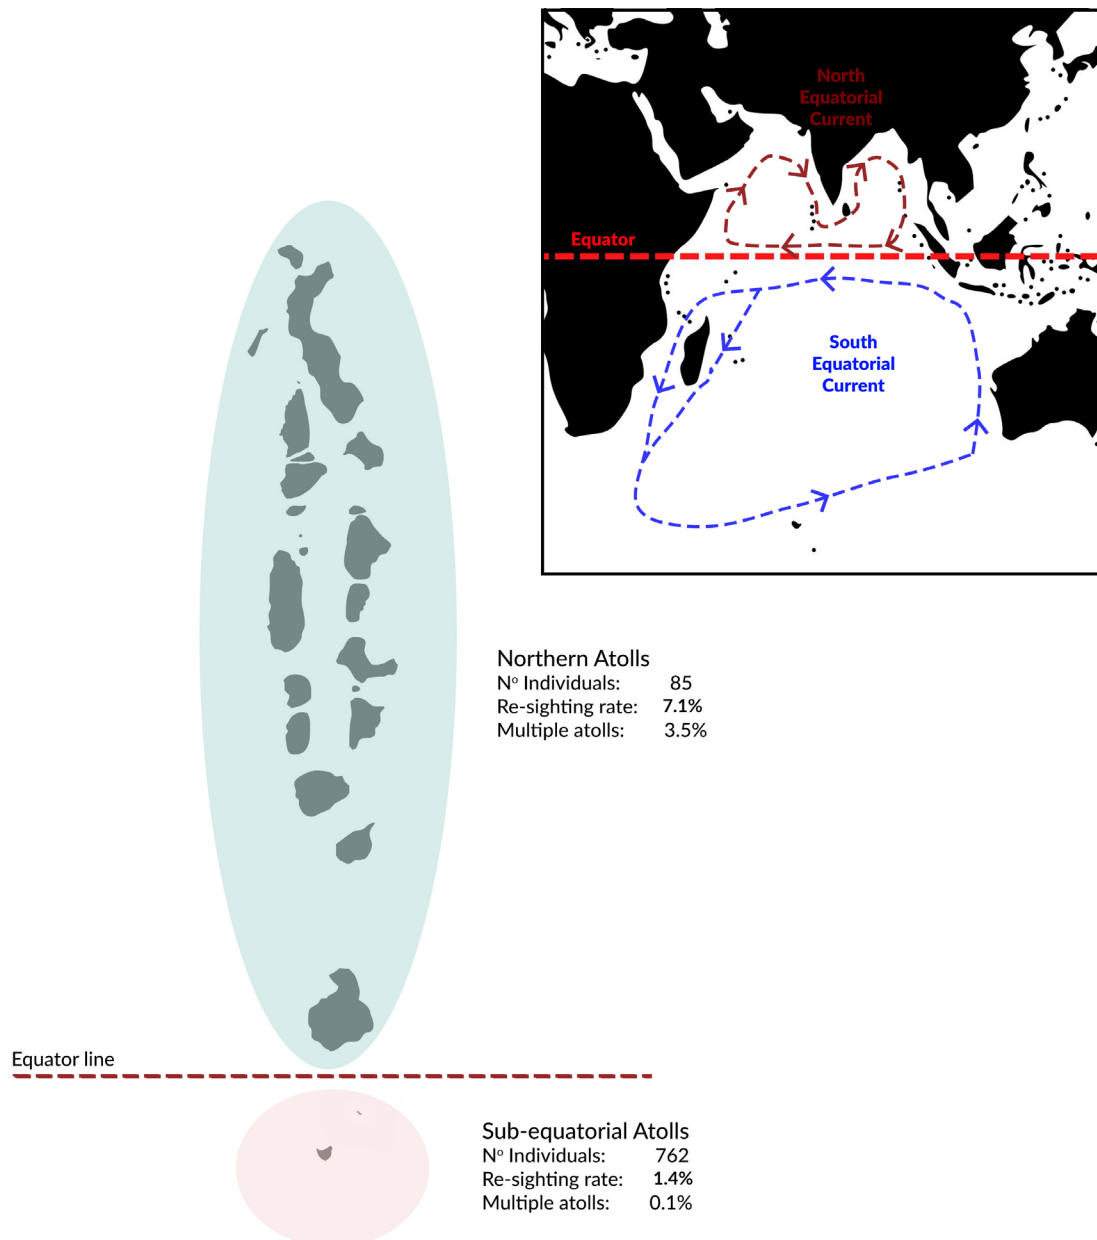 North
Equatorial
Current
Equator
South
Equatorial
Current
Northern Atolls
Nº Individuals: 85
Re-sighting rate: 7.1%
Multiple atolls: 3.5%
Equator line
Sub-equatorial Atolls
Nº Individuals: 762
Re-sighting rate: 1.4%
Multiple atolls: 0.1%